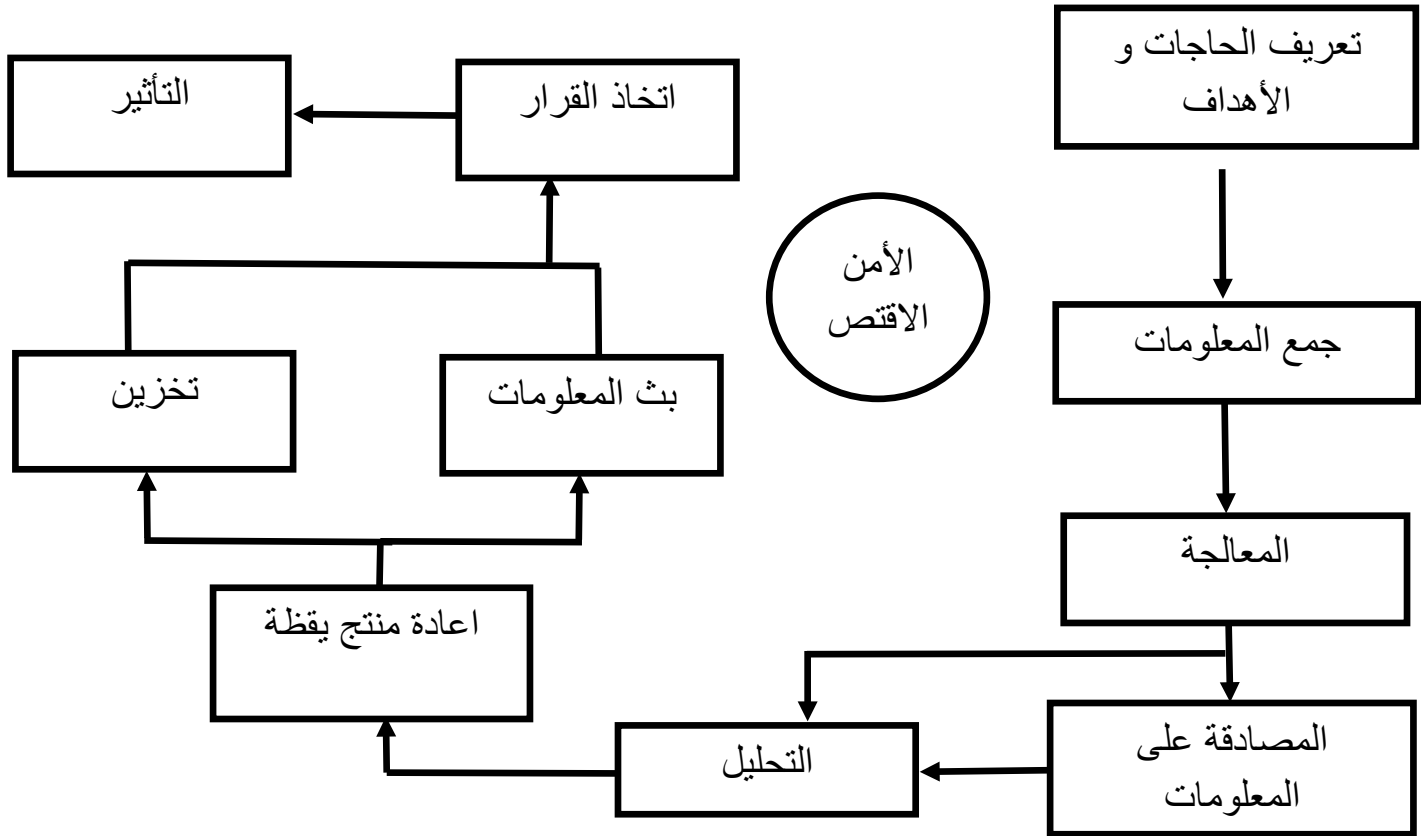 تعريف الحاجات و
الأهداف
اتخاذ القرار
التأثير
الأمن
الاقتص
جمع المعلومات
بث المعلومات
تخزين
المعالجة
اعادة منتج يقظة
المصادقة على
المعلومات
التحليل